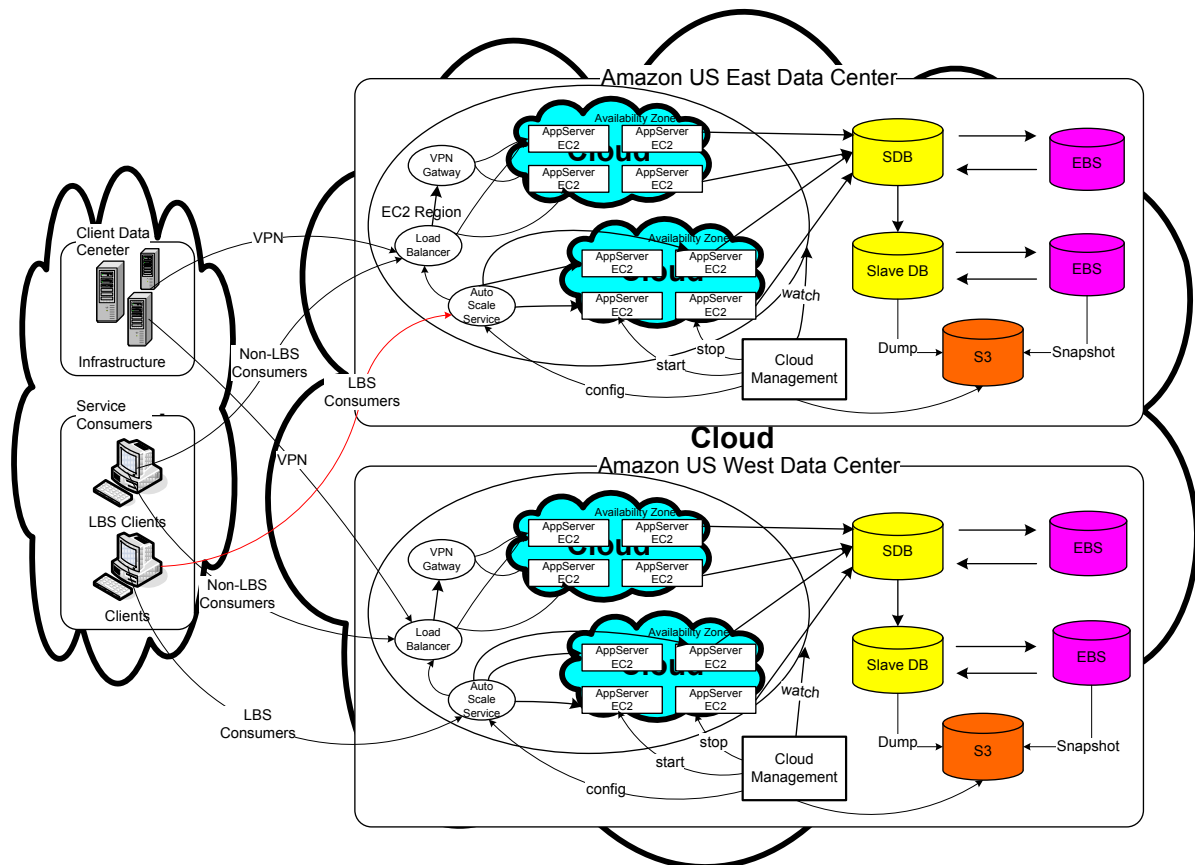 Amazon US East Data Center
Availability Zone
AppServer
EC2
AppServer
EC2
Cloud
AppServer
EC2
AppServer
EC2
VPN
Gatway
EC2 Region
Load
Balancer
Availability Zone
AppServer
EC2
AppServer
EC2
Cloud
AppServer
EC2
AppServer
EC2
Auto
Scale
Service
SDB
EBS
Slave DB
EBS
watch
Dump
S3
Snapshot
stop
start
config
Cloud
Management
Client Data
Ceneter
Infrastructure
VPN
Non-LBS
Consumers
LBS
Consumers
Service
Consumers
LBS Clients
Clients
VPN
Non-LBS
Consumers
LBS
Consumers
Cloud
Amazon US West Data Center
Availability Zone
AppServer
EC2
AppServer
EC2
Cloud
AppServer
EC2
AppServer
EC2
VPN
Gatway
Load
Balancer
Availability Zone
AppServer
EC2
AppServer
EC2
Cloud
AppServer
EC2
AppServer
EC2
Auto
Scale
Service
SDB
EBS
Slave DB
EBS
watch
Dump
S3
Snapshot
stop
start
config
Cloud
Management